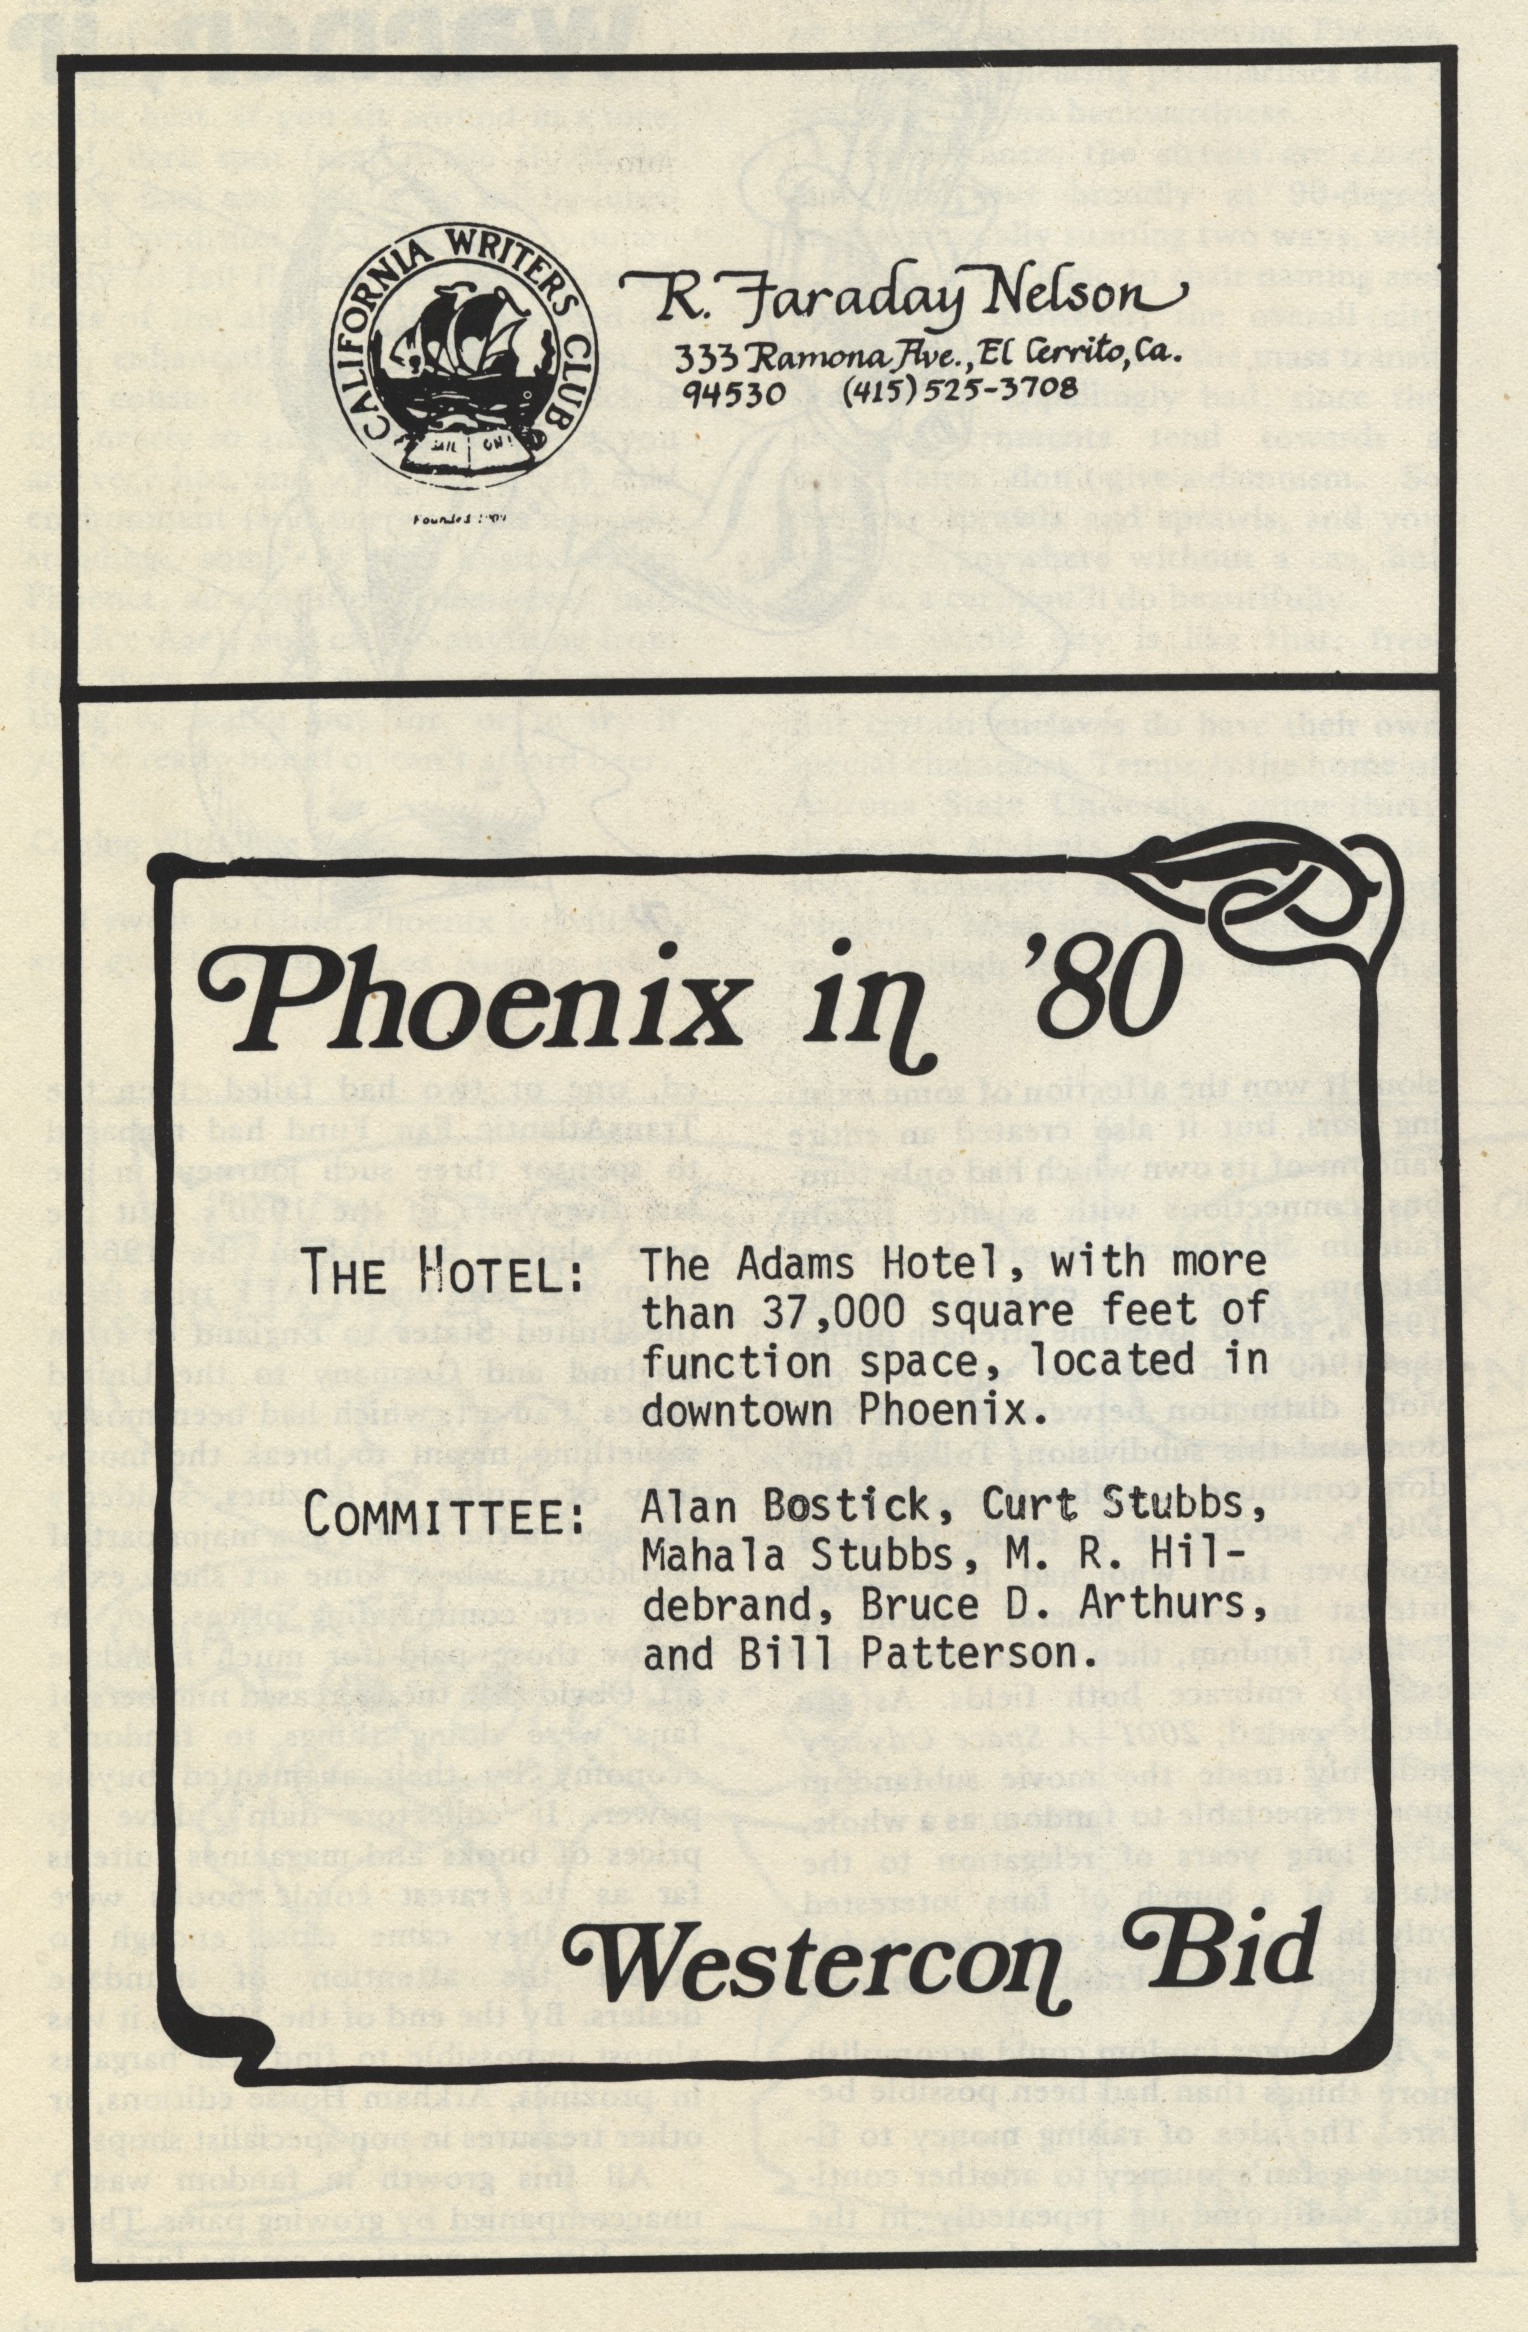 CALIFORNIA WRITERS CLUB
SAIL ON!
Founded 1909
R. Faraday Nelson
333 Ramona Ave., El Cerrito, Ca.
94530 (415) 525-3708
Phoenix in '80
THE HOTEL: The Adams Hotel, with more
than 37,000 square feet of
function space, located in
downtown Phoenix.
COMMITTEE: Alan Bostick, Curt Stubbs,
Mahala Stubbs, M. R. Hil-
debrand, Bruce D. Arthurs,
and Bill Patterson.
Westercon Bid